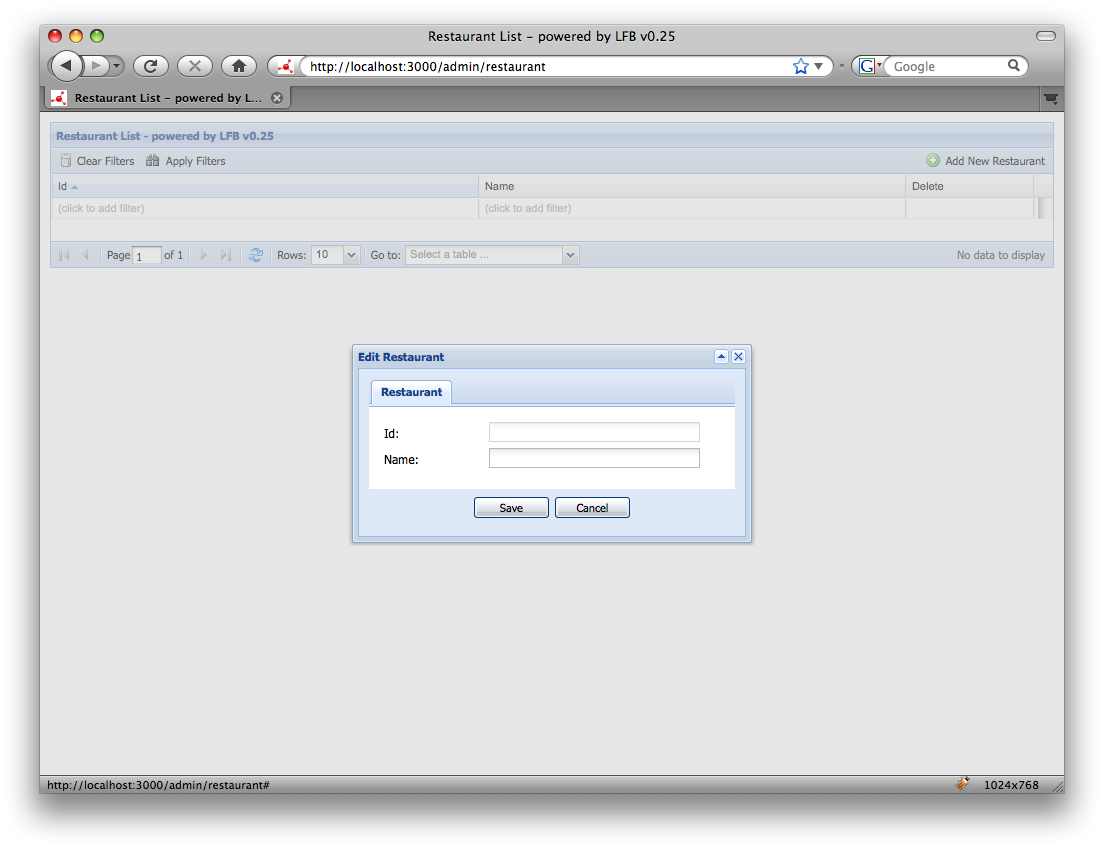 Restaurant List - powered by LFB v0.25
http://localhost:3000/admin/restaurant
G Google
Restaurant List - powered by L...
Restaurant List - powered by LFB v0.25
Clear Filters Apply Filters Add New Restaurant
Id Name Delete
(click to add filter) (click to add filter)
Page 1 of 1 Rows: 10 Go to: Select a table ... No data to display
Edit Restaurant
Restaurant
Id:
Name:
Save Cancel
http://localhost:3000/admin/restaurant# 1024x768